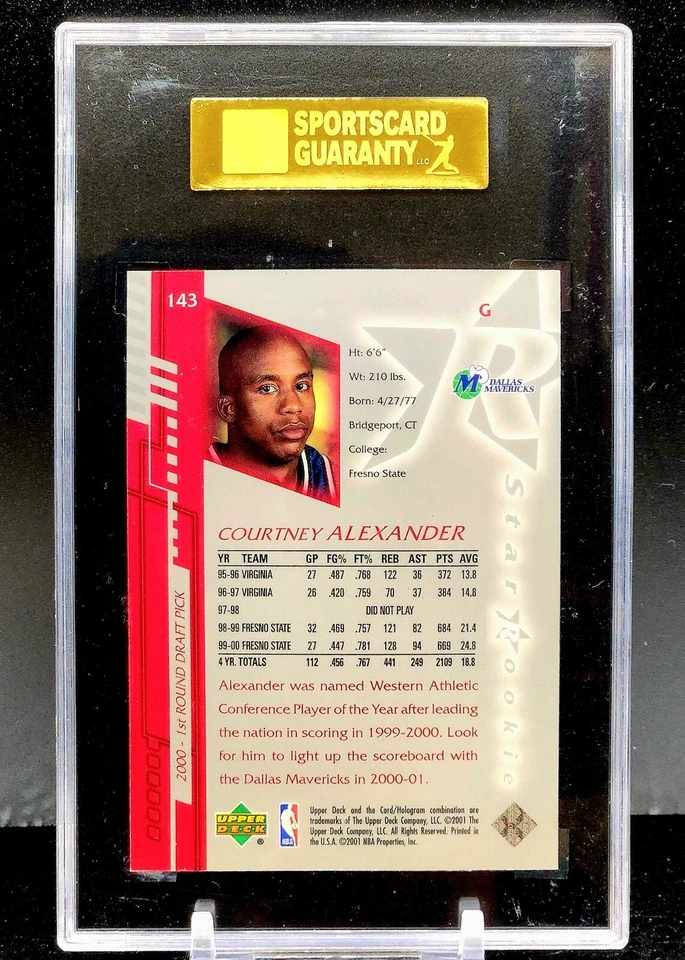 SPORTSCARD
GUARANTY LLC
143
G
Ht: 6'6"
Wt: 210 lbs.
Born: 4/27/77
Bridgeport, CT
College:
Fresno State
R
M DALLAS
MAVERICKS
Star Rookie
COURTNEY ALEXANDER
YR TEAM GP FG% FT% REB AST PTS AVG
95-96 VIRGINIA 27 .487 .768 122 36 372 13.8
96-97 VIRGINIA 26 .420 .759 70 37 384 14.8
97-98 DID NOT PLAY
98-99 FRESNO STATE 32 .469 .757 121 82 684 21.4
99-00 FRESNO STATE 27 .447 .781 128 94 669 24.8
4 YR. TOTALS 112 .456 .767 441 249 2109 18.8
Alexander was named Western Athletic
Conference Player of the Year after leading
the nation in scoring in 1999-2000. Look
for him to light up the scoreboard with
the Dallas Mavericks in 2000-01.
2000 - 1st ROUND DRAFT PICK
000000
UPPER
DECK
®
NBA
Upper Deck and the Card/Hologram combination are
trademarks of The Upper Deck Company, LLC. ©2001 The
Upper Deck Company, LLC. All Rights Reserved. Printed in
the U.S.A. ©2001 NBA Properties, Inc.